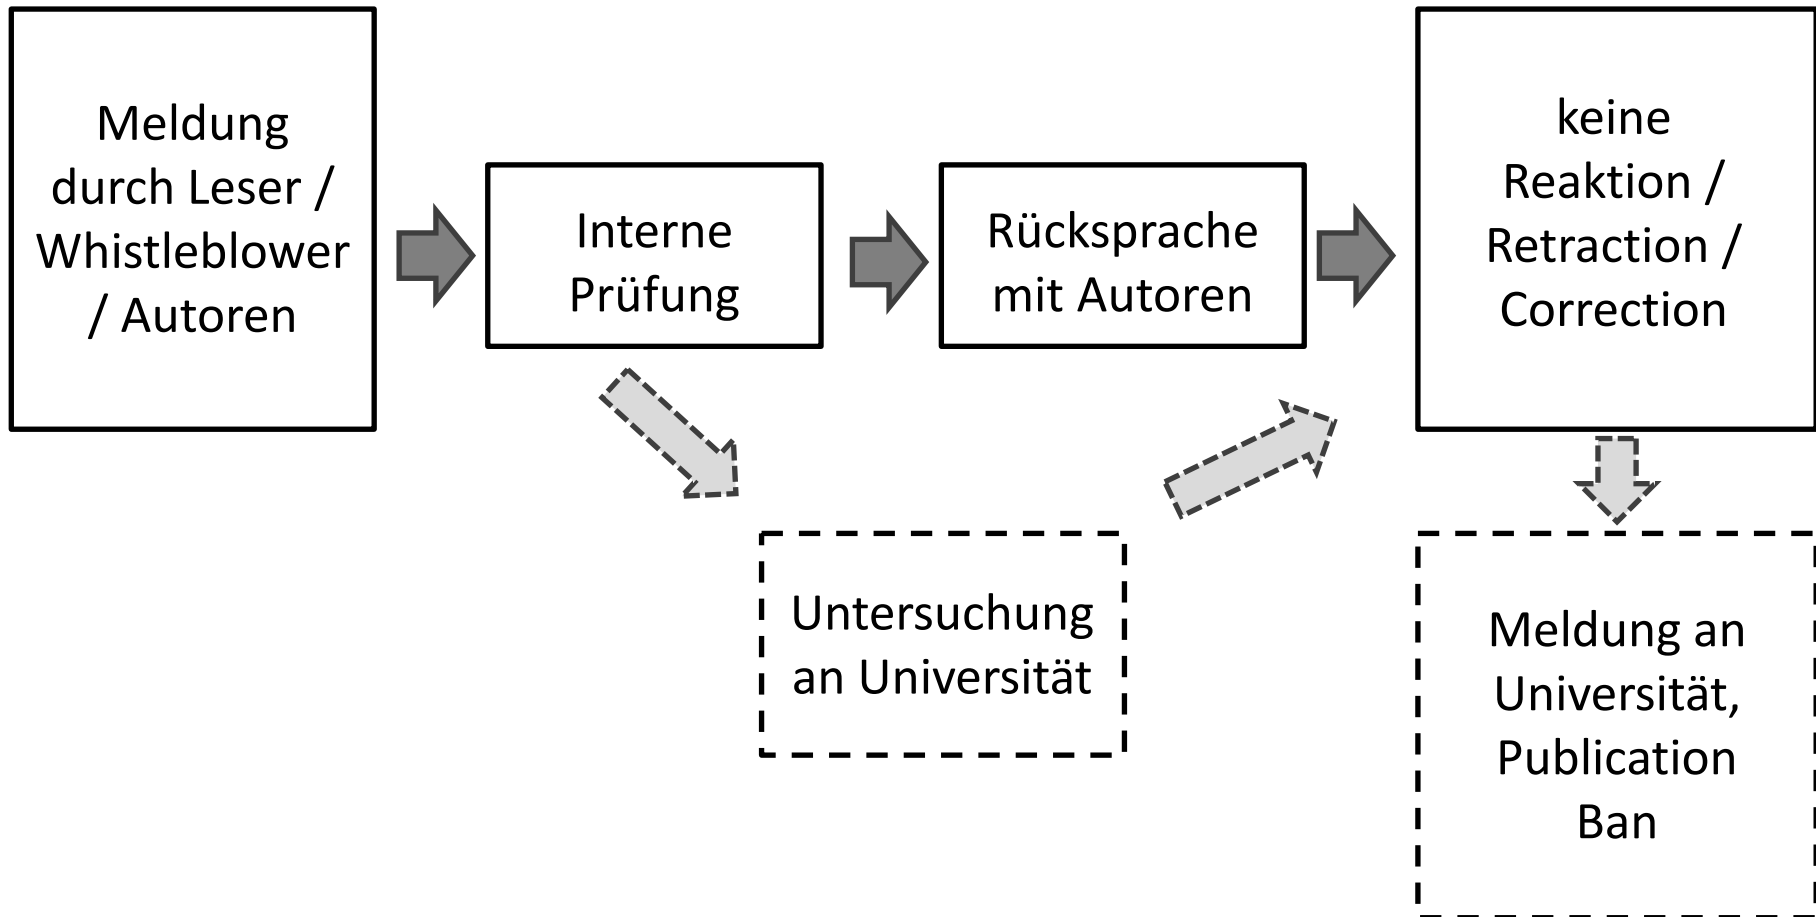 Meldung
durch Leser /
Whistleblower
/ Autoren
Interne
Prüfung
Rücksprache
mit Autoren
keine
Reaktion /
Retraction /
Correction
Untersuchung
an Universität
Meldung an
Universität,
Publication
Ban